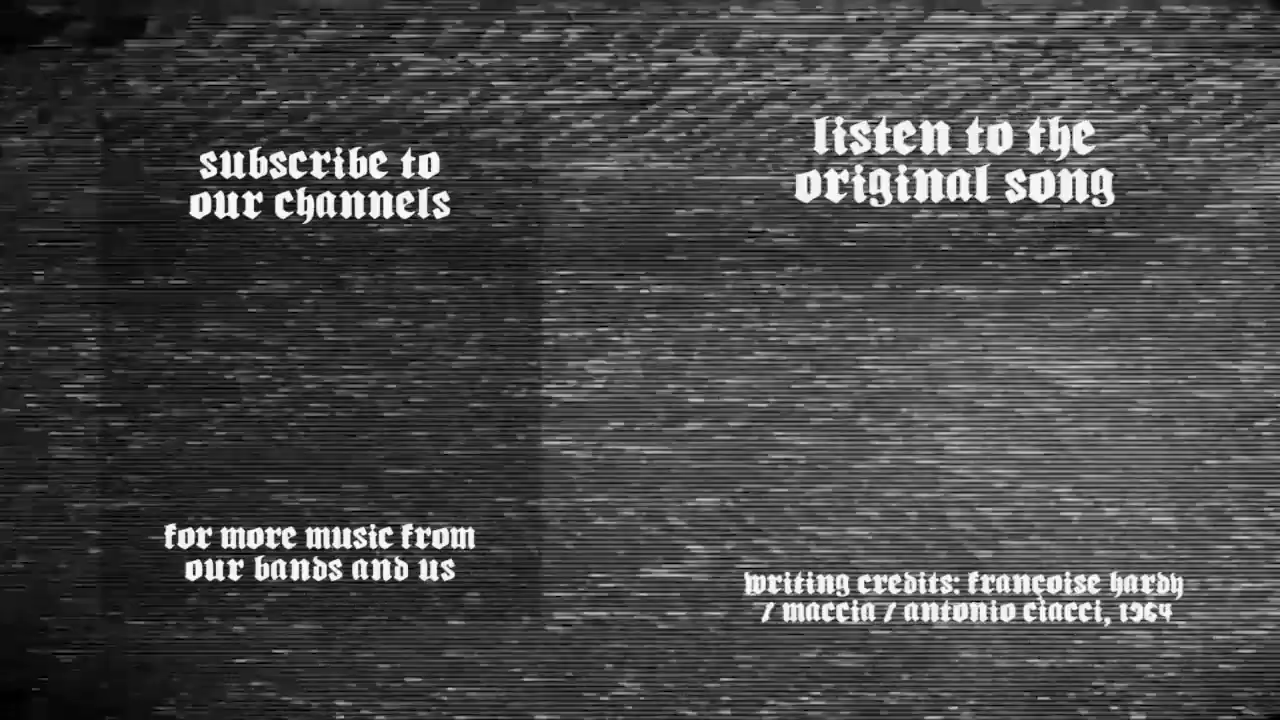 subscribe to
our channels
listen to the
original song
for more music from
our bands and us
writing credits: françoise hardy
/ maccia / antonio ciacci, 1964